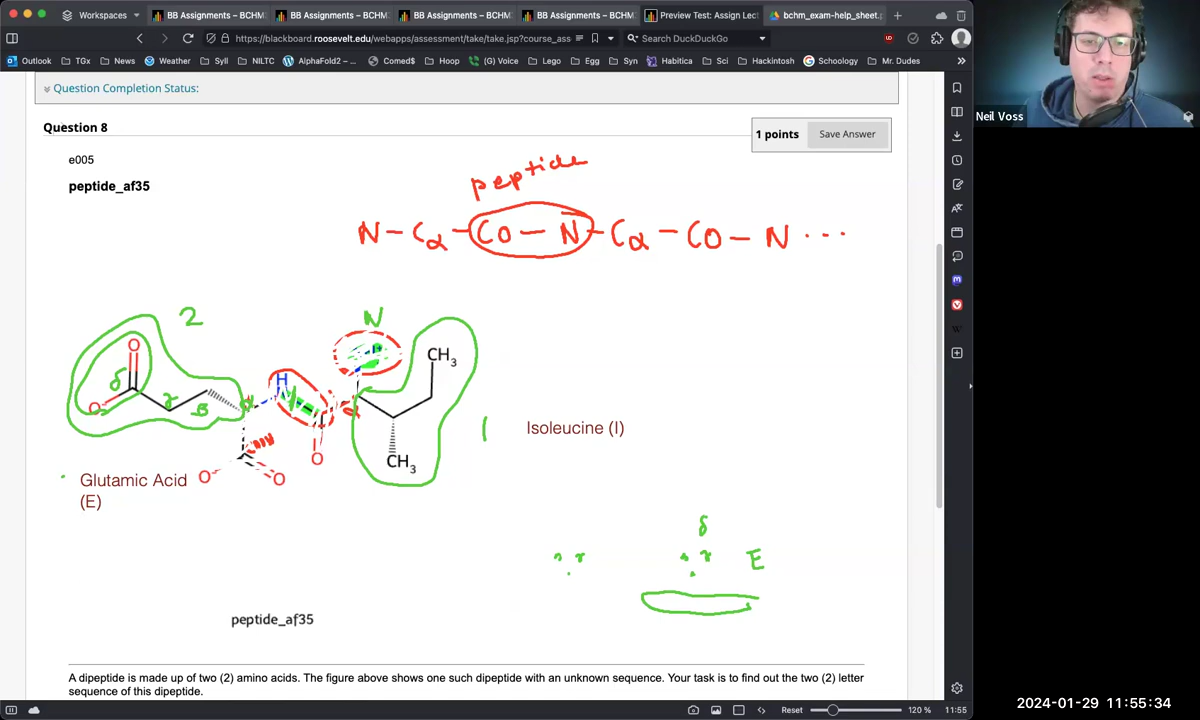 Workspaces BB Assignments – BCHM BB Assignments – BCHM BB Assignments – BCHM BB Assignments – BCHM Preview Test: Assign Lect bchm_exam-help_sheet.p
https://blackboard.roosevelt.edu/webapps/assessment/take/take.jsp?course_ass Search DuckDuckGo
Outlook TGx News Weather Syll NILTC AlphaFold2 – ... Comed$ Hoop (G) Voice Lego Egg Syn Habitica Sci Hackintosh Schoology Mr. Dudes
Question Completion Status:
Neil Voss
Question 8
1 points Save Answer
e005
peptide_af35
peptide
N – Cα – CO – N – Cα – CO – N ...
2
N
O
CH3
δ
H
O
γ
β
α
α
O
CH3
1
Isoleucine (I)
Glutamic Acid
(E)
O-
O
δ
γ
γ
E
peptide_af35
A dipeptide is made up of two (2) amino acids. The figure above shows one such dipeptide with an unknown sequence. Your task is to find out the two (2) letter
sequence of this dipeptide.
Reset 120 % 11:55
2024-01-29 11:55:34